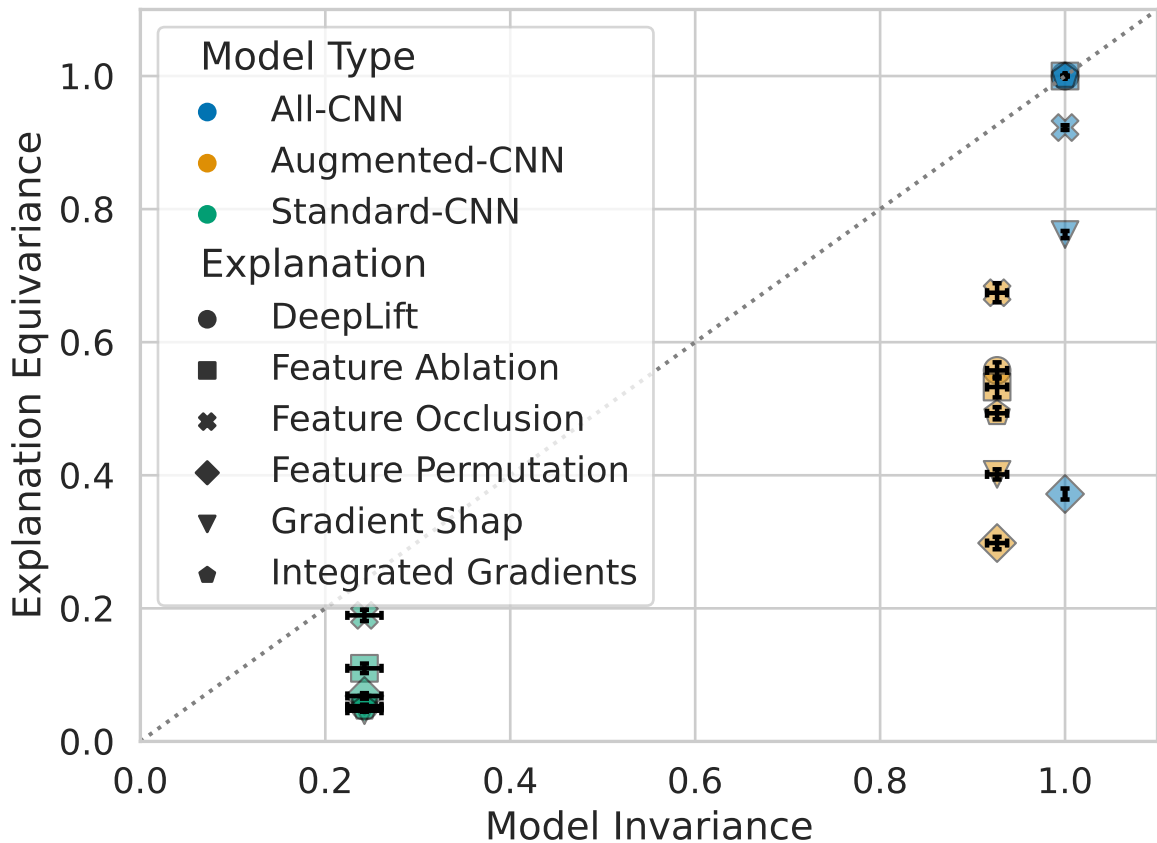 Explanation Equivariance
1.0
0.8
0.6
0.4
0.2
0.0
Model Type
All-CNN
Augmented-CNN
Standard-CNN
Explanation
DeepLift
Feature Ablation
Feature Occlusion
Feature Permutation
Gradient Shap
Integrated Gradients
0.0 0.2 0.4 0.6 0.8 1.0
Model Invariance